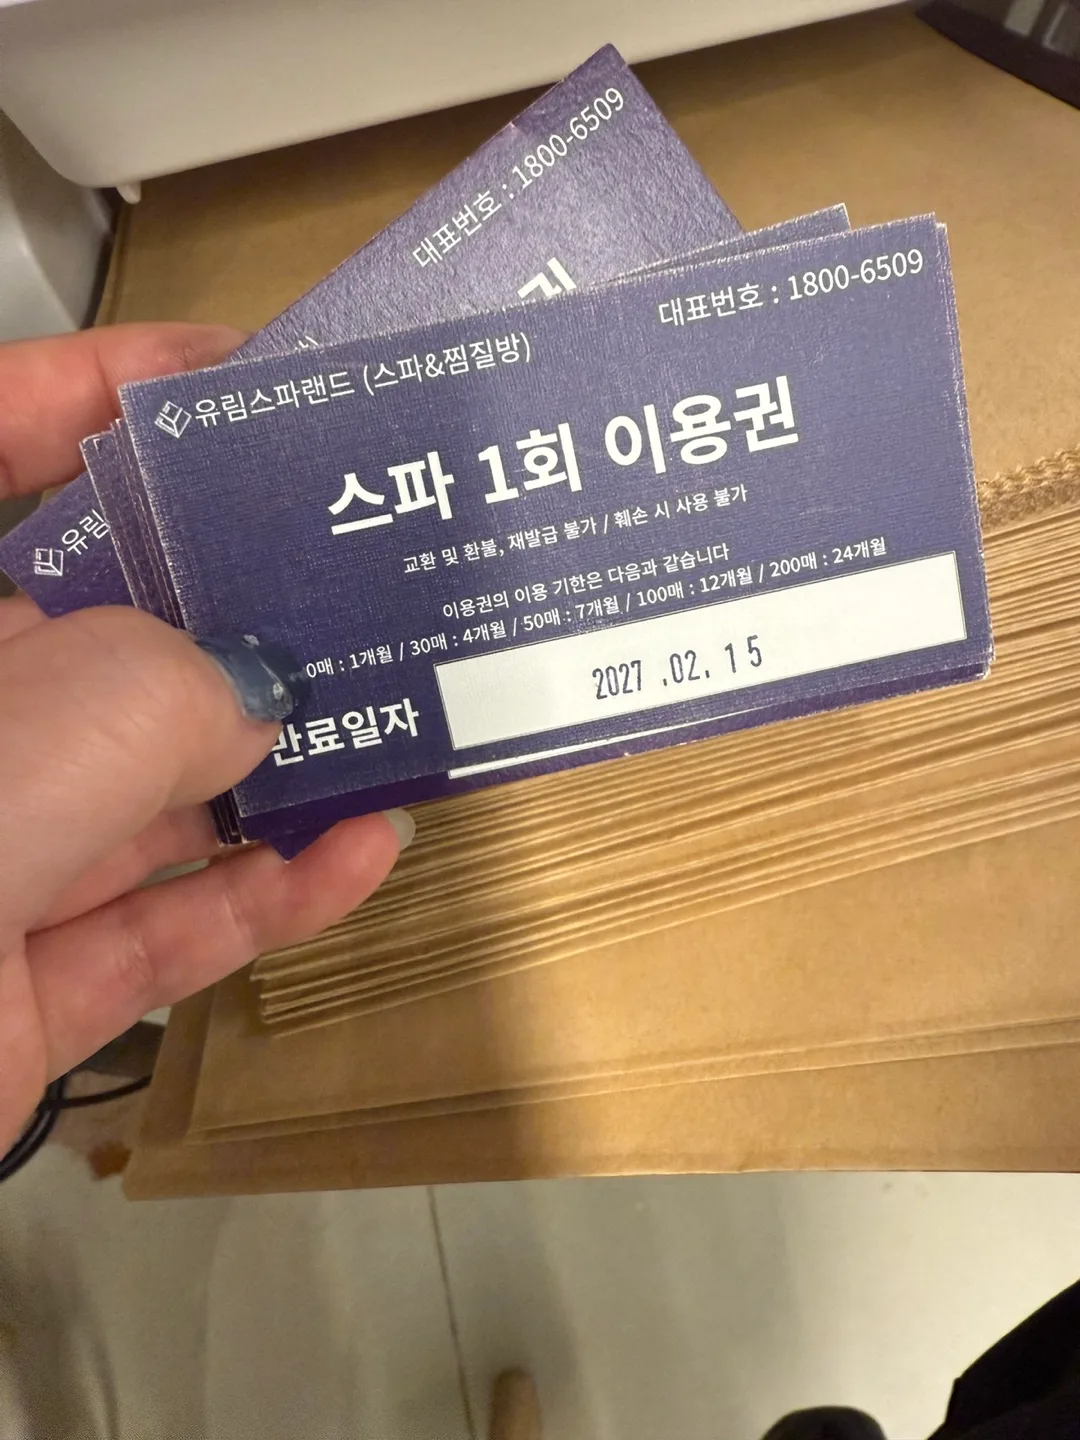 대표번호 : 1800-6509
유림스파랜드 (스파&찜질방)
대표번호 : 1800-6509
스파 1회 이용권
교환 및 환불, 재발급 불가 / 훼손 시 사용 불가
이용권의 이용 기한은 다음과 같습니다
0매 : 1개월 / 30매 : 4개월 / 50매 : 7개월 / 100매 : 12개월 / 200매 : 24개월
만료일자
2027 .02. 15
유림